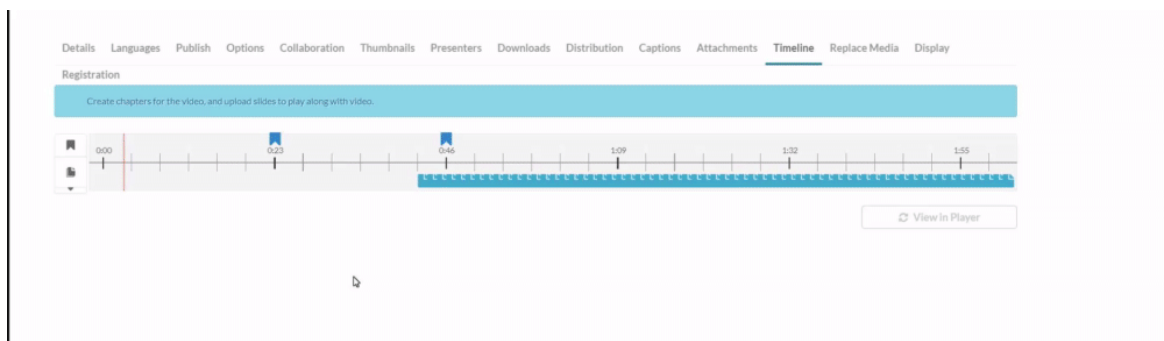 Details Languages Publish Options Collaboration Thumbnails Presenters Downloads Distribution Captions Attachments Timeline Replace Media Display
Registration
Create chapters for the video, and upload slides to play along with video.
0:00 0:23 0:46 1:09 1:32 1:55
View in Player